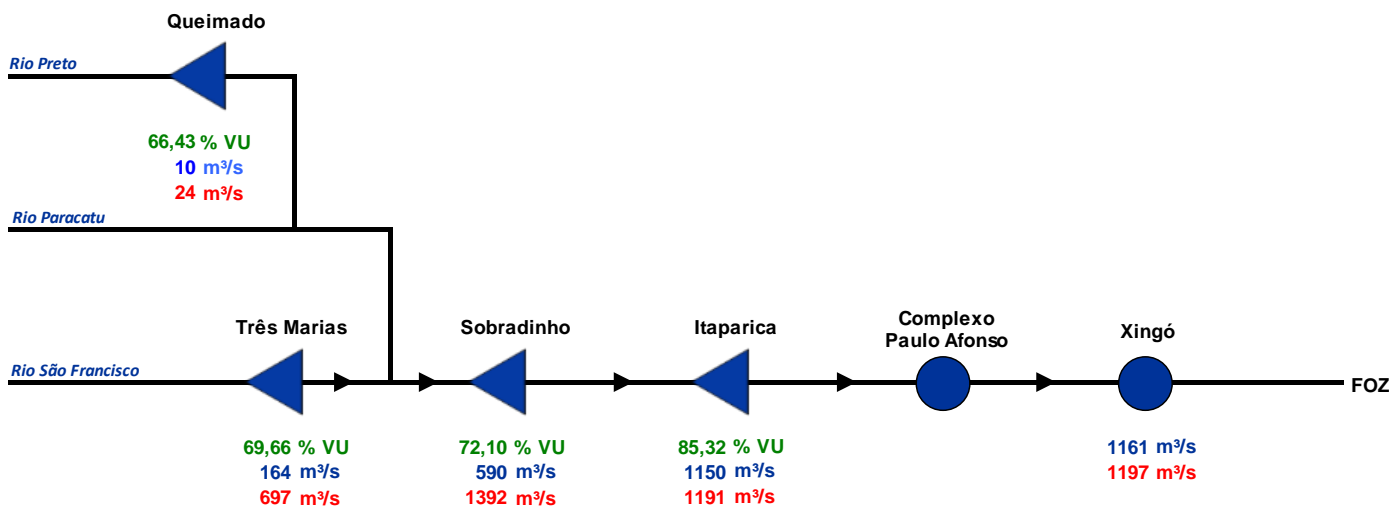 Queimado
Rio Preto
66,43 % VU
10 m³/s
24 m³/s
Rio Paracatu
Três Marias
Sobradinho
Itaparica
Complexo
Paulo Afonso
Xingó
Rio São Francisco
FOZ
69,66 % VU
164 m³/s
697 m³/s
72,10 % VU
590 m³/s
1392 m³/s
85,32 % VU
1150 m³/s
1191 m³/s
1161 m³/s
1197 m³/s